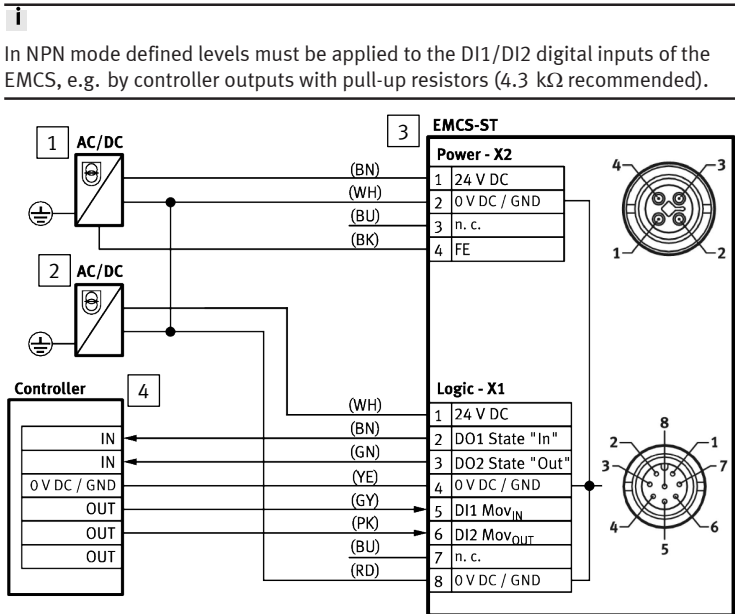 i
In NPN mode defined levels must be applied to the DI1/DI2 digital inputs of the
EMCS, e.g. by controller outputs with pull-up resistors (4.3 kΩ recommended).
1 AC/DC
3 EMCS-ST
Power - X2
(BN) 1 24 V DC
(WH) 2 0 V DC / GND
(BU) 3 n. c.
(BK) 4 FE
4 3
1 2
2 AC/DC
Controller 4
Logic - X1
(WH) 1 24 V DC
IN (BN) 2 DO1 State "In"
IN (GN) 3 DO2 State "Out"
0 V DC / GND (YE) 4 0 V DC / GND
OUT (GY) 5 DI1 MovIN
OUT (PK) 6 DI2 MovOUT
OUT (BU) 7 n. c.
(RD) 8 0 V DC / GND
8
2 1
3 7
4 6
5